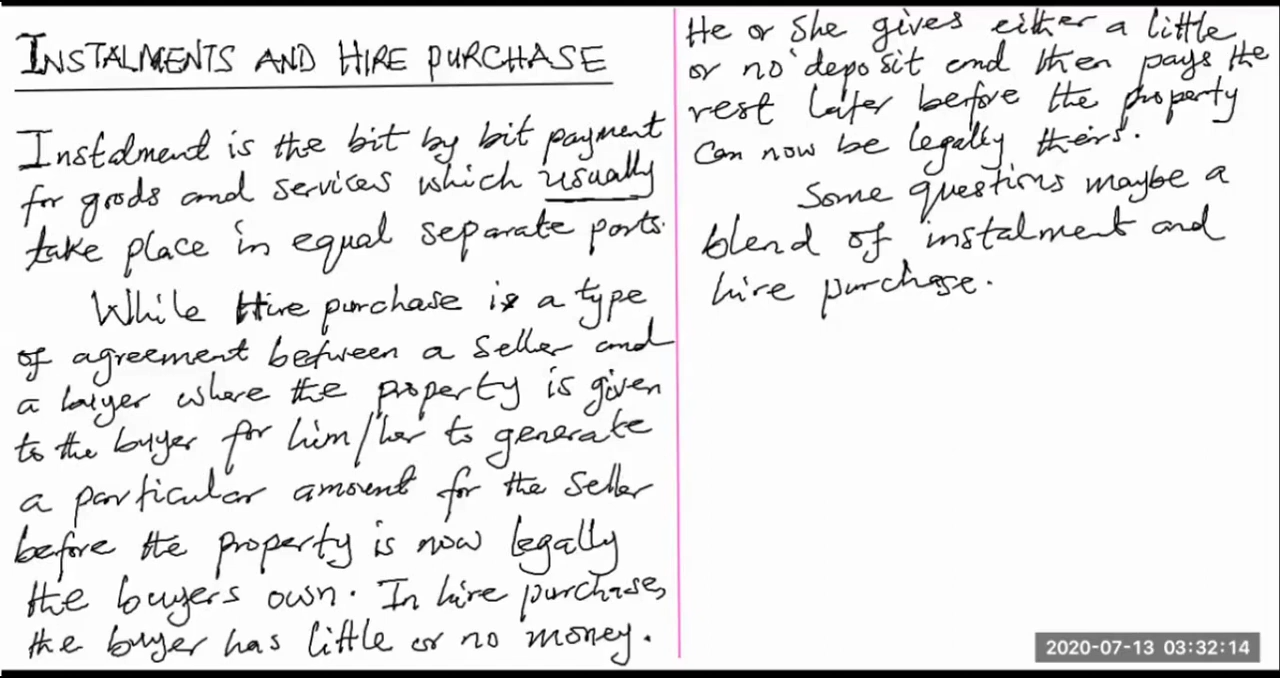 INSTALMENTS AND HIRE PURCHASE
Instalment is the bit by bit payment
for goods and services which usually
take place in equal separate parts.
While Hire purchase is a type
of agreement between a seller and
a buyer where the property is given
to the buyer for him/her to generate
a particular amount for the seller
before the property is now legally
the buyers own. In hire purchase,
the buyer has little or no money.
He or She gives either a little
or no deposit and then pays the
rest later before the property
can now be legally theirs.
Some questions maybe a
blend of instalment and
hire purchase.
2020-07-13 03:32:14